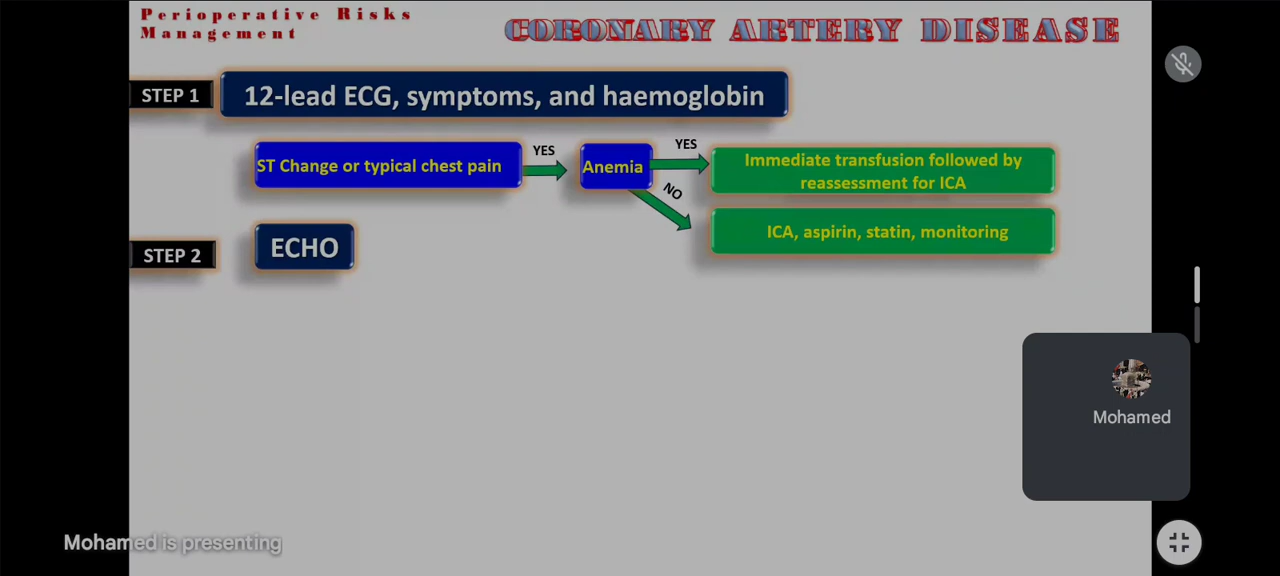 Perioperative Risks
Management
CORONARY ARTERY DISEASE
STEP 1
12-lead ECG, symptoms, and haemoglobin
ST Change or typical chest pain
YES
Anemia
YES
Immediate transfusion followed by
reassessment for ICA
NO
ICA, aspirin, statin, monitoring
STEP 2
ECHO
Mohamed
Mohamed is presenting